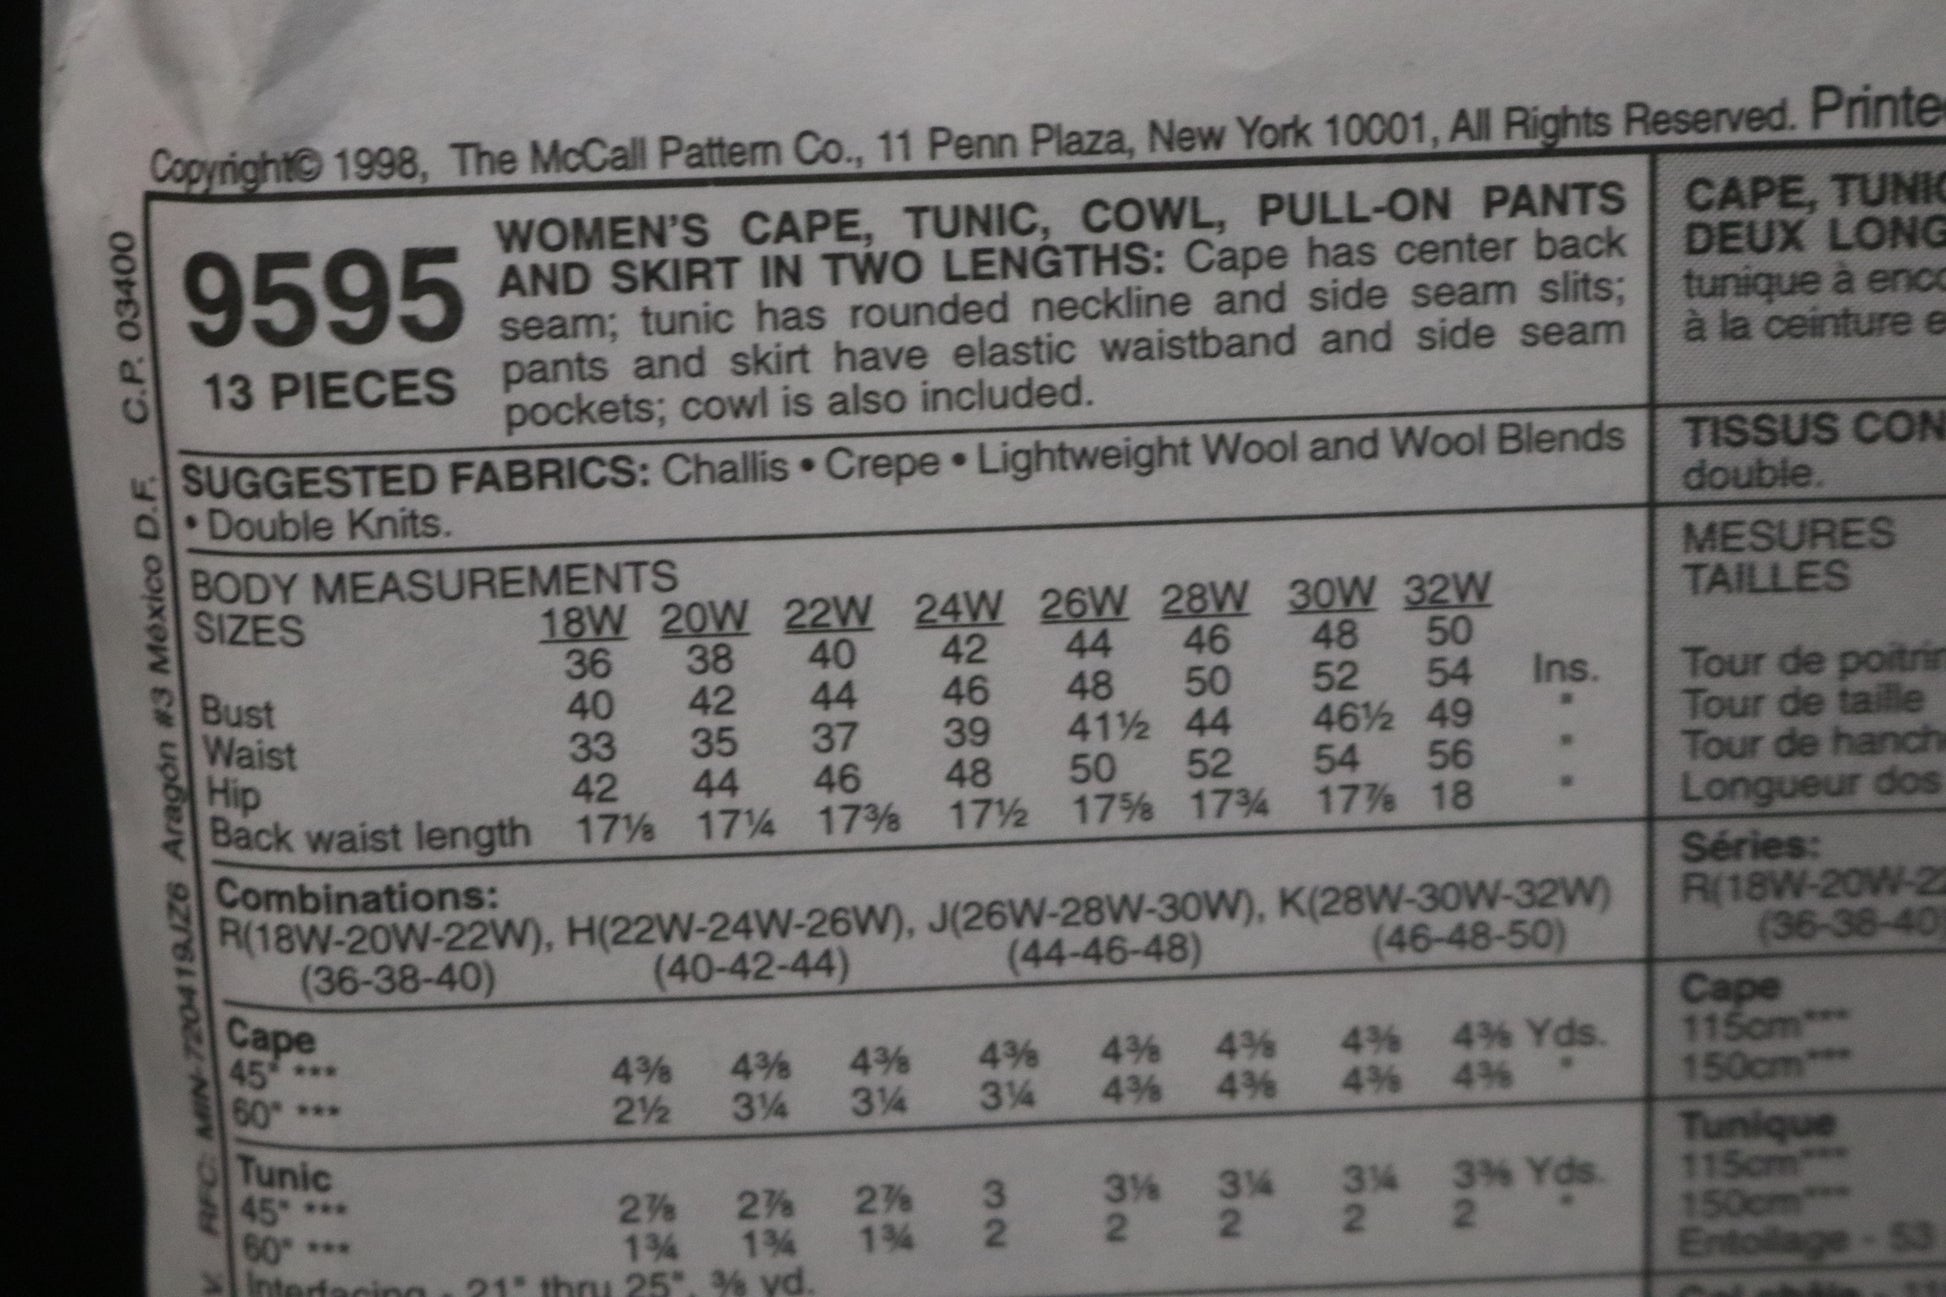 Copyright© 1998, The McCall Pattern Co., 11 Penn Plaza, New York 10001, All Rights Reserved. Printe
9595
13 PIECES
WOMEN'S CAPE, TUNIC, COWL, PULL-ON PANTS
AND SKIRT IN TWO LENGTHS: Cape has center back
seam; tunic has rounded neckline and side seam slits;
pants and skirt have elastic waistband and side seam
pockets; cowl is also included.
SUGGESTED FABRICS: Challis • Crepe • Lightweight Wool and Wool Blends
• Double Knits.
BODY MEASUREMENTS
SIZES 18W 20W 22W 24W 26W 28W 30W 32W
36 38 40 42 44 46 48 50
Bust 40 42 44 46 48 50 52 54 Ins.
Waist 33 35 37 39 41½ 44 46½ 49 "
Hip 42 44 46 48 50 52 54 56 "
Back waist length 17⅛ 17¼ 17⅜ 17½ 17⅝ 17¾ 17⅞ 18 "
Combinations:
R(18W-20W-22W), H(22W-24W-26W), J(26W-28W-30W), K(28W-30W-32W)
(36-38-40) (40-42-44) (44-46-48) (46-48-50)
Cape
45" *** 4⅜ 4⅜ 4⅜ 4⅜ 4⅜ 4⅜ 4⅜ 4⅜ Yds.
60" *** 2½ 3¼ 3¼ 3¼ 4⅜ 4⅜ 4⅜ 4⅜ "
Tunic
45" *** 2⅞ 2⅞ 2⅞ 3 3⅛ 3¼ 3¼ 3⅜ Yds.
60" *** 1¾ 1¾ 1¾ 2 2 2 2 2 "
Interfacing - 21" thru 25", ⅜ yd.
CAPE, TUNIC
DEUX LONG
tunique à enco
à la ceinture e
TISSUS CON
double.
MESURES
TAILLES
Tour de poitrin
Tour de taille
Tour de hanch
Longueur dos
Séries:
R(18W-20W-22
(36-38-40)
Cape
115cm***
150cm***
Tunique
115cm***
150cm***
Entoilage - 53
V. RFC: MIN-720419JZ6 Aragón #3 México D.F. C.P. 03400